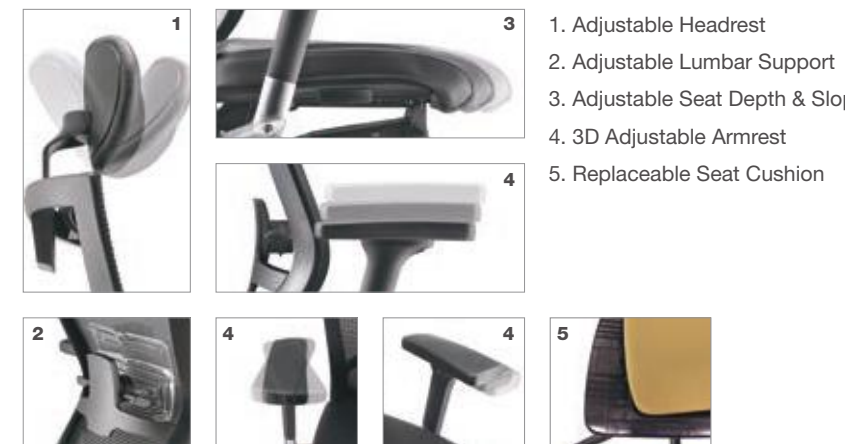 1
3
4
2
4
4
5
1. Adjustable Headrest
2. Adjustable Lumbar Support
3. Adjustable Seat Depth &
4. 3D Adjustable Armrest
5. Replaceable Seat Cushion